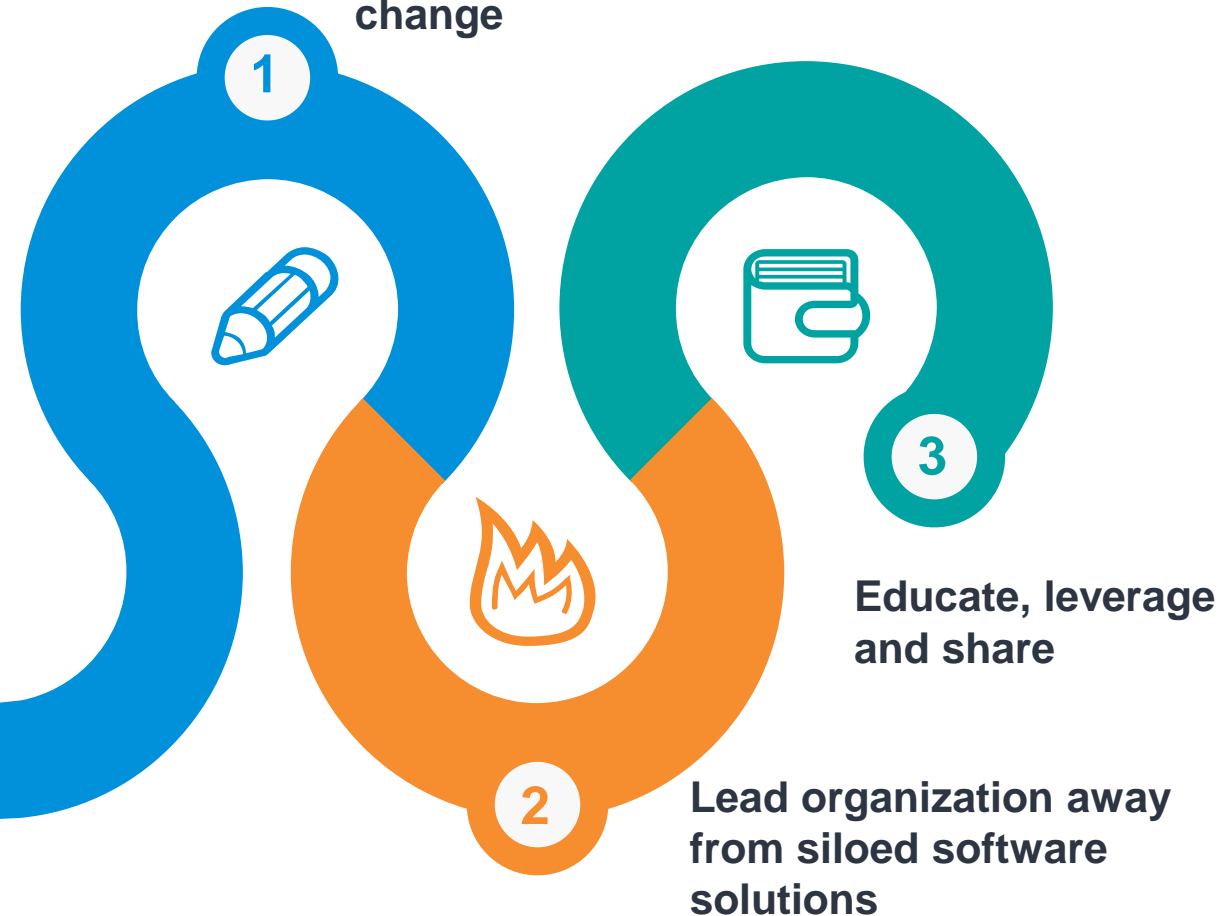 change
1
3
Educate, leverage
and share
2
Lead organization away
from siloed software
solutions